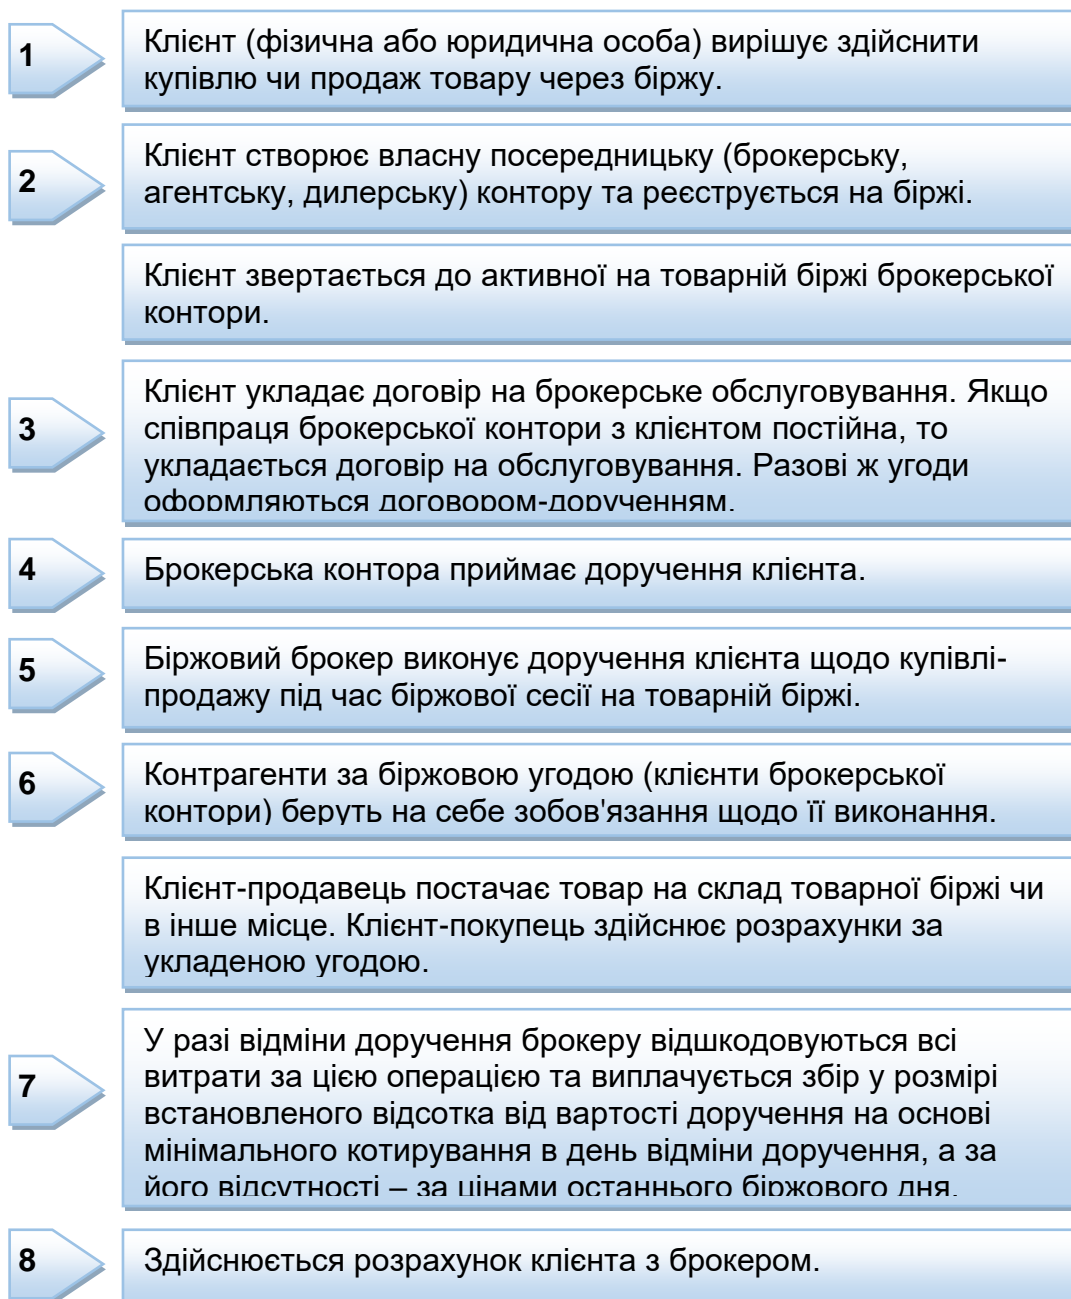 1
Клієнт (фізична або юридична особа) вирішує здійснити
купівлю чи продаж товару через біржу.
2
Клієнт створює власну посередницьку (брокерську,
агентську, дилерську) контору та реєструється на біржі.
Клієнт звертається до активної на товарній біржі брокерської
контори.
3
Клієнт укладає договір на брокерське обслуговування. Якщо
співпраця брокерської контори з клієнтом постійна, то
укладається договір на обслуговування. Разові ж угоди
оформляються договором-дорученням.
4
Брокерська контора приймає доручення клієнта.
5
Біржовий брокер виконує доручення клієнта щодо купівлі-
продажу під час біржової сесії на товарній біржі.
6
Контрагенти за біржовою угодою (клієнти брокерської
контори) беруть на себе зобов'язання щодо її виконання.
Клієнт-продавець постачає товар на склад товарної біржі чи
в інше місце. Клієнт-покупець здійснює розрахунки за
укладеною угодою.
7
У разі відміни доручення брокеру відшкодовуються всі
витрати за цією операцією та виплачується збір у розмірі
встановленого відсотка від вартості доручення на основі
мінімального котирування в день відміни доручення, а за
його відсутності – за цінами останнього біржового дня.
8
Здійснюється розрахунок клієнта з брокером.